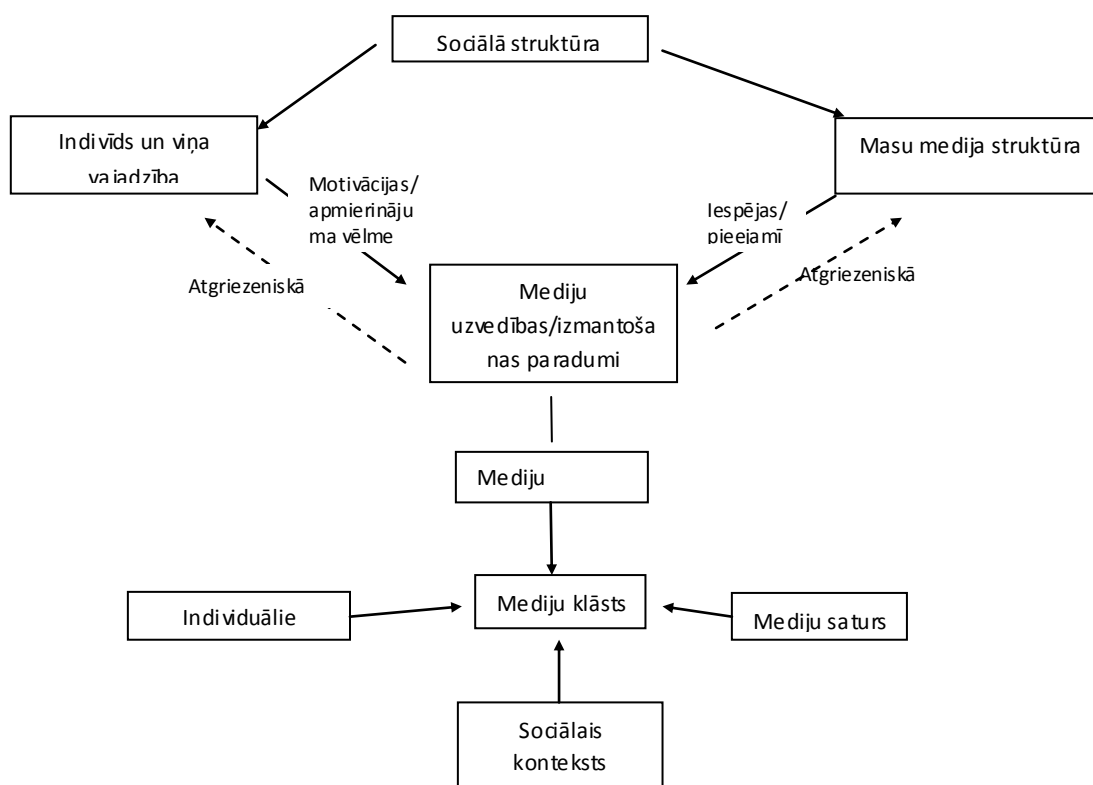 Sociālā struktūra
Indivīds un viņa
vajadzība
Masu medija struktūra
Motivācijas/
apmierināju
ma vēlme
Iespējas/
pieejamī
Atgriezeniskā
Atgriezeniskā
Mediju
uzvedības/izmantoša
nas paradumi
Mediju
Individuālie
Mediju klāsts
Mediju saturs
Sociālais
konteksts